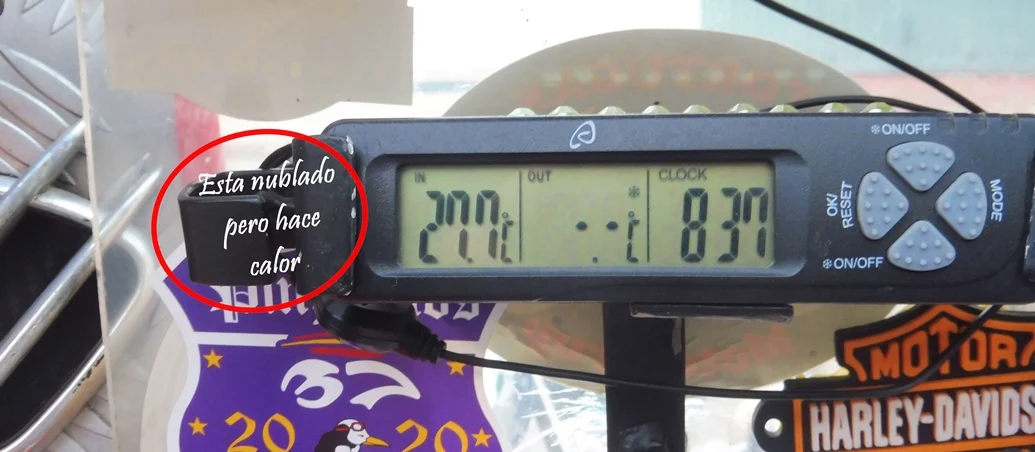 ON/OFF
IN
OUT
CLOCK
27.7°c
--.°c
8 37
OK/
RESET
MODE
ON/OFF
Esta nublado
pero hace
calor
37
20 20
MOTOR
HARLEY-DAVIDS